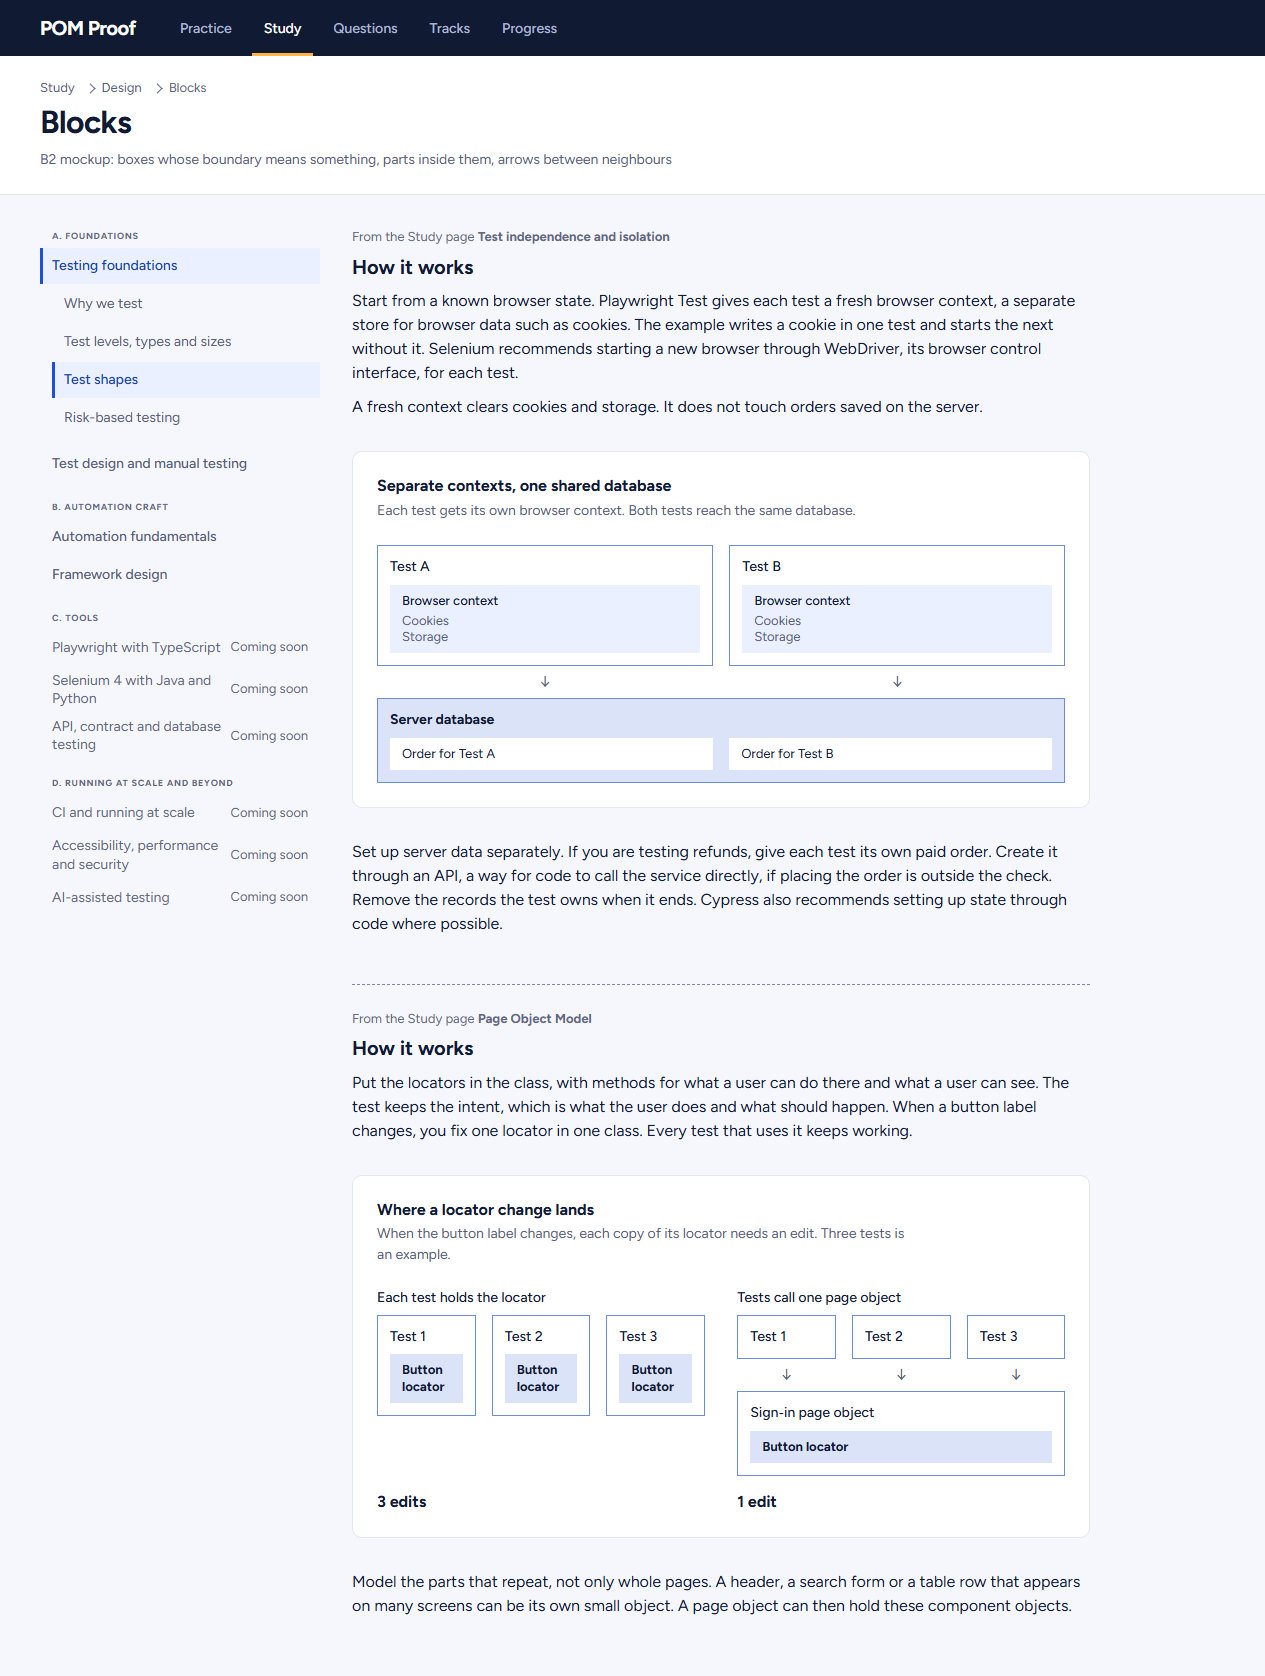 POM Proof
Practice
Study
Questions
Tracks
Progress
Study
Design
Blocks
Blocks
B2 mockup: boxes whose boundary means something, parts inside them, arrows between neighbours
A. FOUNDATIONS
Testing foundations
Why we test
Test levels, types and sizes
Test shapes
Risk-based testing
Test design and manual testing
B. AUTOMATION CRAFT
Automation fundamentals
Framework design
C. TOOLS
Playwright with TypeScript
Coming soon
Selenium 4 with Java and
Python
Coming soon
API, contract and database
testing
Coming soon
D. RUNNING AT SCALE AND BEYOND
CI and running at scale
Coming soon
Accessibility, performance
and security
Coming soon
AI-assisted testing
Coming soon
From the Study page Test independence and isolation
How it works
Start from a known browser state. Playwright Test gives each test a fresh browser context, a separate
store for browser data such as cookies. The example writes a cookie in one test and starts the next
without it. Selenium recommends starting a new browser through WebDriver, its browser control
interface, for each test.
A fresh context clears cookies and storage. It does not touch orders saved on the server.
Separate contexts, one shared database
Each test gets its own browser context. Both tests reach the same database.
Test A
Browser context
Cookies
Storage
Test B
Browser context
Cookies
Storage
↓
↓
Server database
Order for Test A
Order for Test B
Set up server data separately. If you are testing refunds, give each test its own paid order. Create it
through an API, a way for code to call the service directly, if placing the order is outside the check.
Remove the records the test owns when it ends. Cypress also recommends setting up state through
code where possible.
From the Study page Page Object Model
How it works
Put the locators in the class, with methods for what a user can do there and what a user can see. The
test keeps the intent, which is what the user does and what should happen. When a button label
changes, you fix one locator in one class. Every test that uses it keeps working.
Where a locator change lands
When the button label changes, each copy of its locator needs an edit. Three tests is
an example.
Each test holds the locator
Test 1
Button
locator
Test 2
Button
locator
Test 3
Button
locator
3 edits
Tests call one page object
Test 1
Test 2
Test 3
↓
↓
↓
Sign-in page object
Button locator
1 edit
Model the parts that repeat, not only whole pages. A header, a search form or a table row that appears
on many screens can be its own small object. A page object can then hold these component objects.